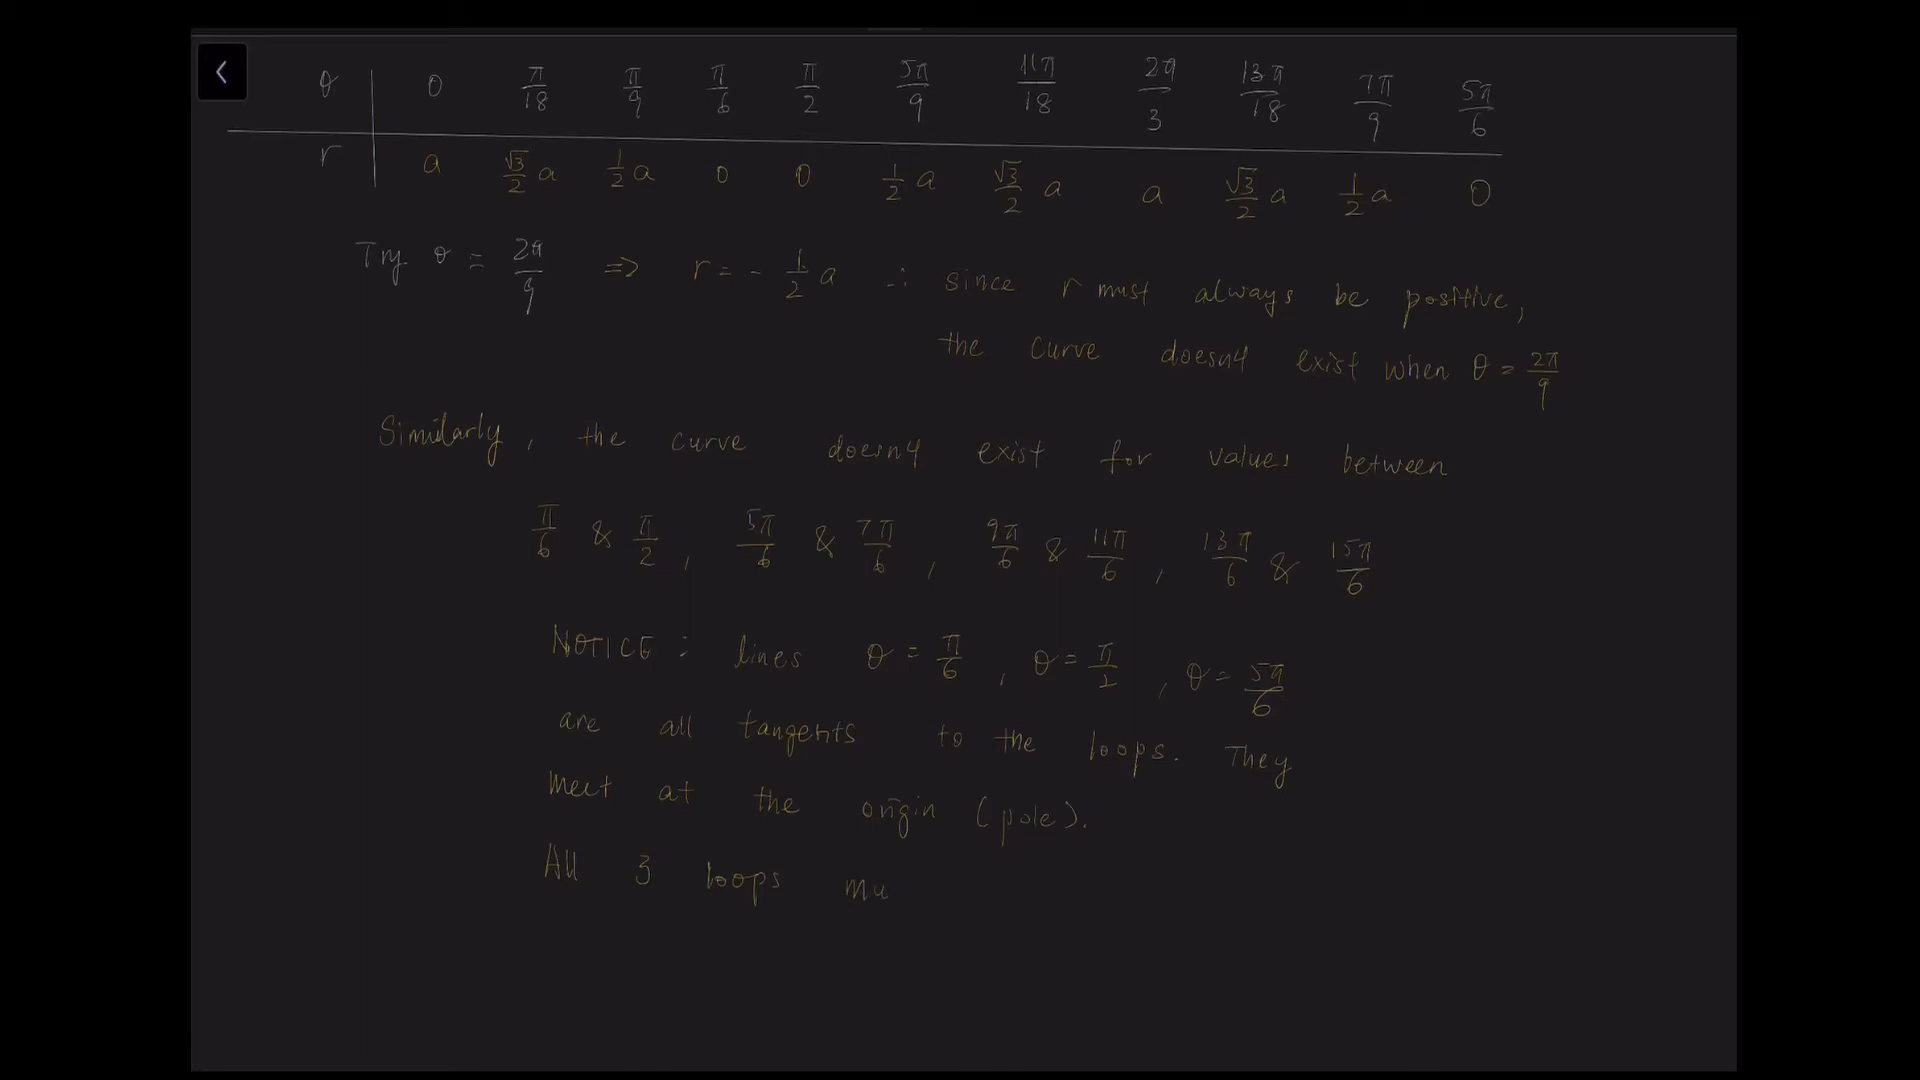 θ 0 π/18 π/9 π/6 π/2 5π/9 11π/18 2π/3 13π/18 7π/9 5π/6
r a √3/2 a 1/2 a 0 0 1/2 a √3/2 a a √3/2 a 1/2 a 0
Try θ = 2π/9 ⇒ r = - 1/2 a ∴ since r must always be positive,
the curve doesn't exist when θ = 2π/9
Similarly, the curve doesn't exist for values between
π/6 & π/2, 5π/6 & 7π/6, 9π/6 & 11π/6, 13π/6 & 15π/6
NOTICE : lines θ = π/6, θ = π/2, θ = 5π/6
are all tangents to the loops. They
meet at the origin (pole).
All 3 loops mu